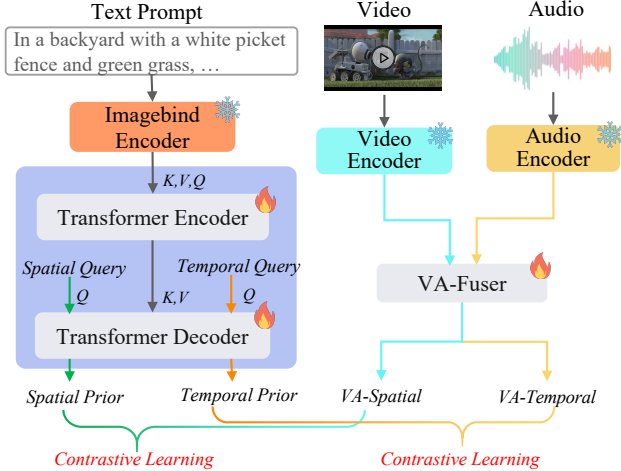 Text Prompt
Video
Audio
In a backyard with a white picket
fence and green grass, …
Imagebind
Encoder
Video
Encoder
Audio
Encoder
K,V,Q
Transformer Encoder
Spatial Query
Temporal Query
Q
K,V
Q
VA-Fuser
Transformer Decoder
Spatial Prior
Temporal Prior
VA-Spatial
VA-Temporal
Contrastive Learning
Contrastive Learning